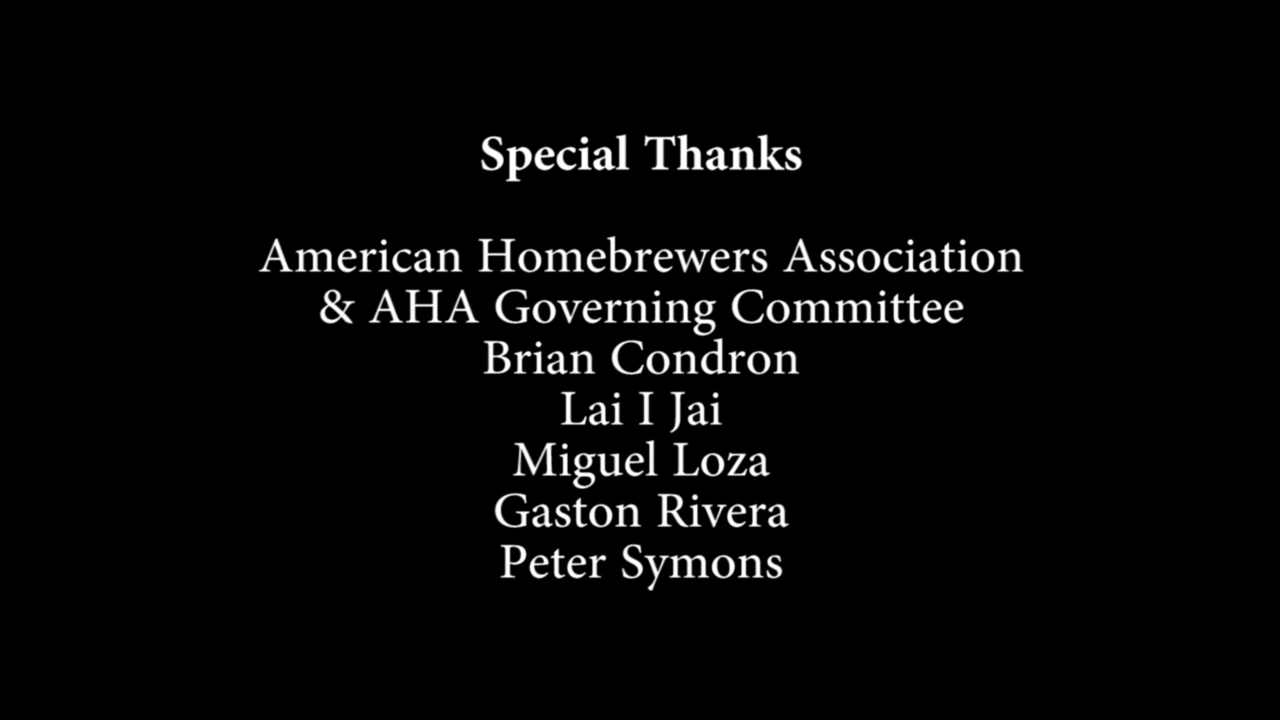 Special Thanks
American Homebrewers Association
& AHA Governing Committee
Brian Condron
Lai I Jai
Miguel Loza
Gaston Rivera
Peter Symons